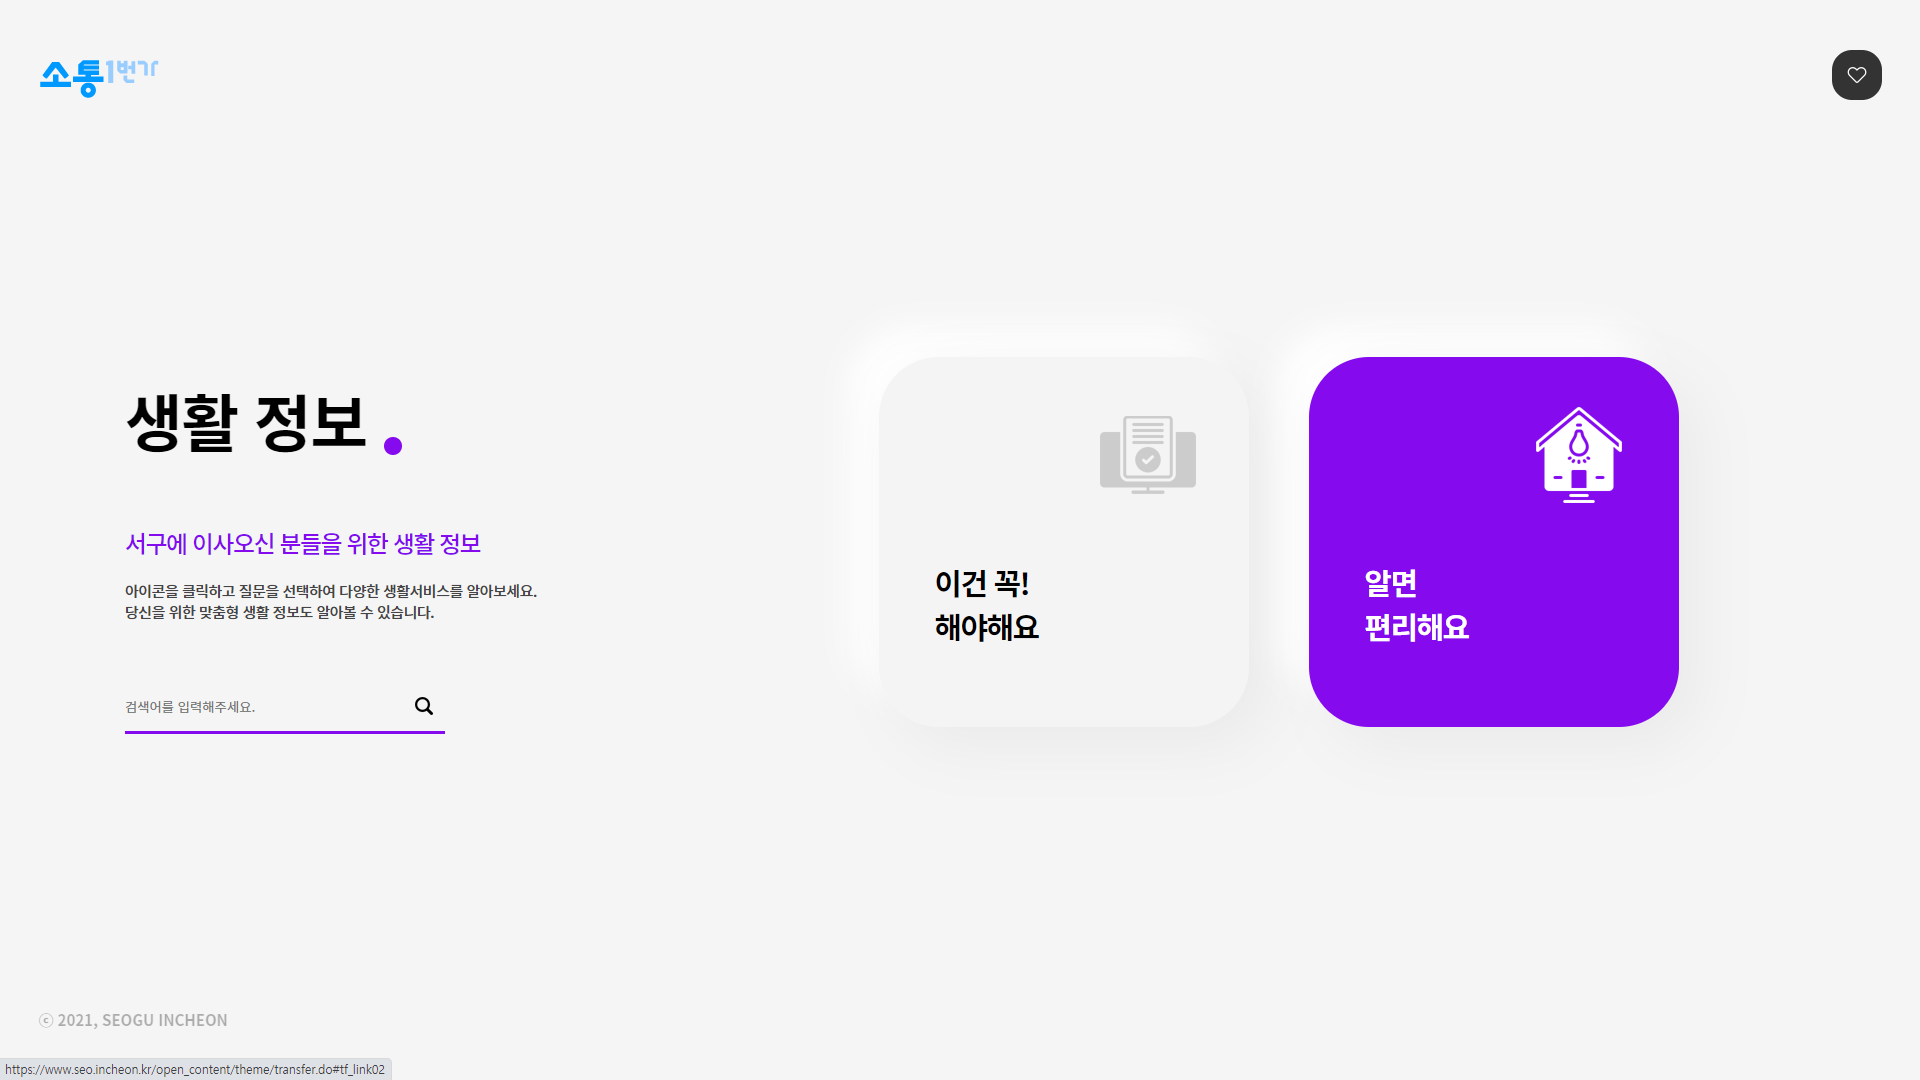 소통1번가
생활 정보
서구에 이사오신 분들을 위한 생활 정보
아이콘을 클릭하고 질문을 선택하여 다양한 생활서비스를 알아보세요.
당신을 위한 맞춤형 생활 정보도 알아볼 수 있습니다.
검색어를 입력해주세요.
이건 꼭!
해야해요
알면
편리해요
ⓒ 2021, SEOGU INCHEON
https://www.seo.incheon.kr/open_content/theme/transfer.do#tf_link02